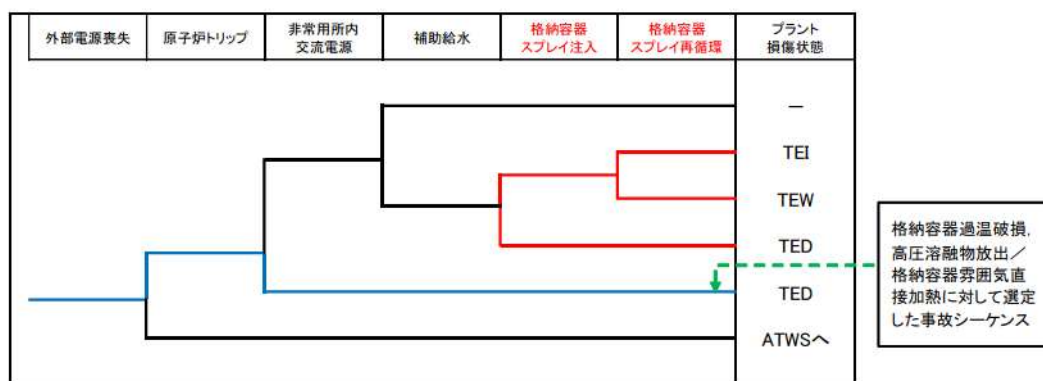 外部電源喪失
原子炉トリップ
非常用所内
交流電源
補助給水
格納容器
スプレイ注入
格納容器
スプレイ再循環
プラント
損傷状態
―
TEI
TEW
TED
TED
ATWSへ
格納容器過温破損,
高圧溶融物放出／
格納容器雰囲気直
接加熱に対して選定
した事故シーケンス